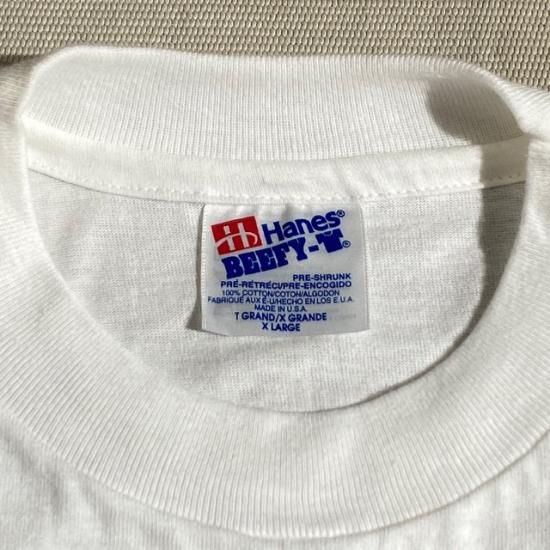 Hanes®
BEEFY-T®
PRE-SHRUNK
PRÉ-RÉTRÉCI/PRE-ENCOGIDO
100% COTTON/COTON/ALGODON
FABRIQUÉ AUX É-U/HECHO EN LOS E.U.A.
MADE IN U.S.A.
T GRAND/X GRANDE
X LARGE